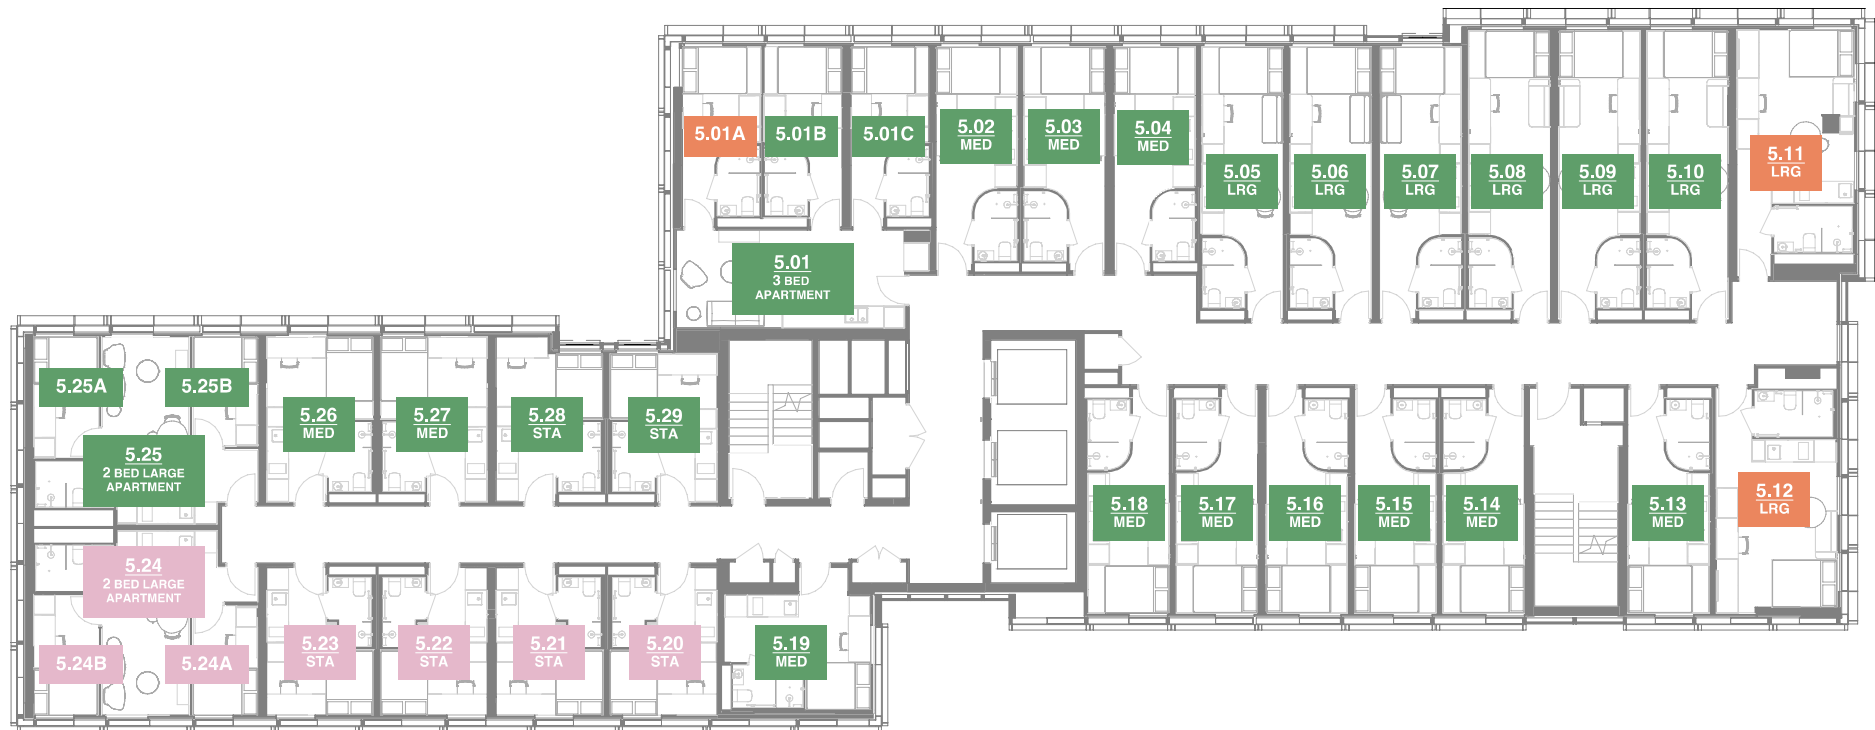 5.01A
5.01B
5.01C
5.02
MED
5.03
MED
5.04
MED
5.05
LRG
5.06
LRG
5.07
LRG
5.08
LRG
5.09
LRG
5.10
LRG
5.11
LRG
5.01
3 BED
APARTMENT
5.25A
5.25B
5.25
2 BED LARGE
APARTMENT
5.26
MED
5.27
MED
5.28
STA
5.29
STA
5.18
MED
5.17
MED
5.16
MED
5.15
MED
5.14
MED
5.13
MED
5.12
LRG
5.24
2 BED LARGE
APARTMENT
5.24B
5.24A
5.23
STA
5.22
STA
5.21
STA
5.20
STA
5.19
MED